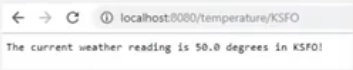 localhost:8080/temperature/KSFO
The current weather reading is 50.0 degrees in KSFO!